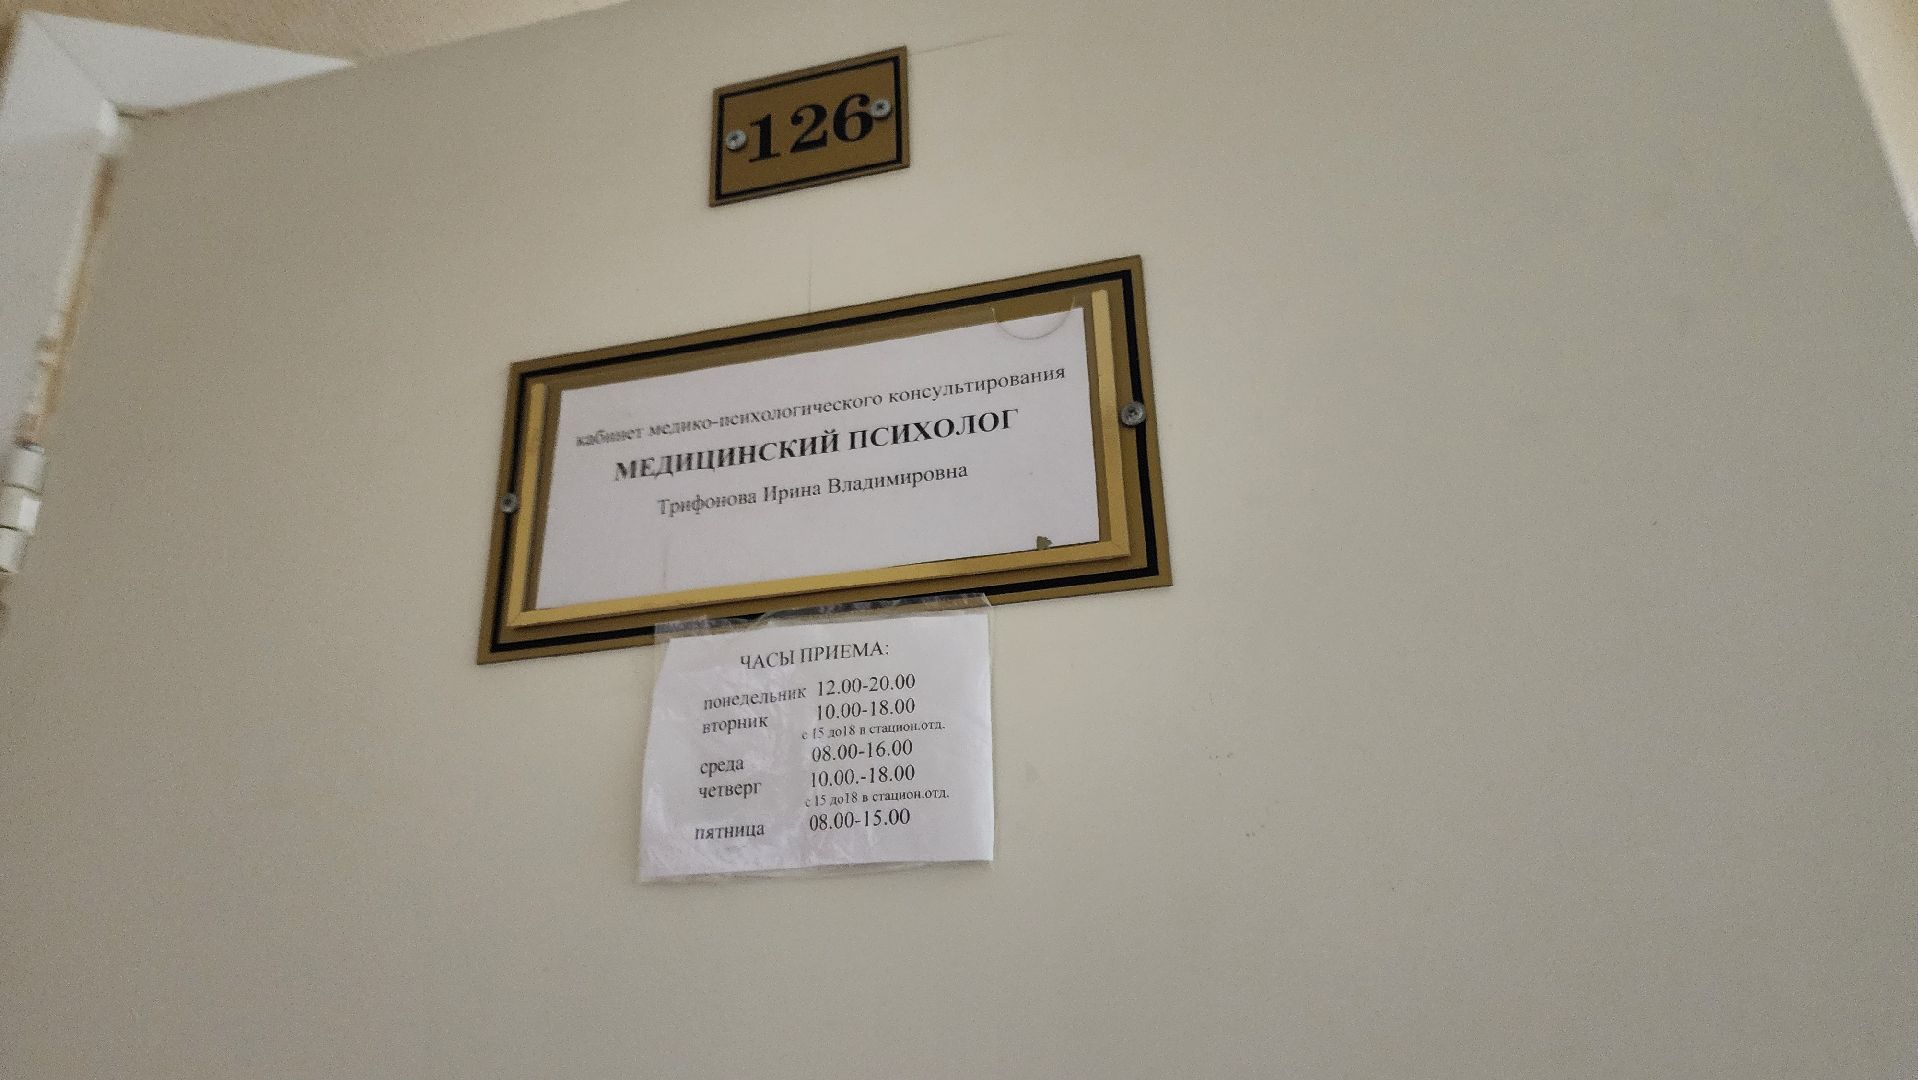 126
кабинет медико-психологического консультирования
МЕДИЦИНСКИЙ ПСИХОЛОГ
Трифонова Ирина Владимировна
ЧАСЫ ПРИЕМА:
понедельник 12.00-20.00
вторник 10.00-18.00
с 15 до18 в стацион.отд.
среда 08.00-16.00
четверг 10.00.-18.00
с 15 до18 в стацион.отд.
пятница 08.00-15.00